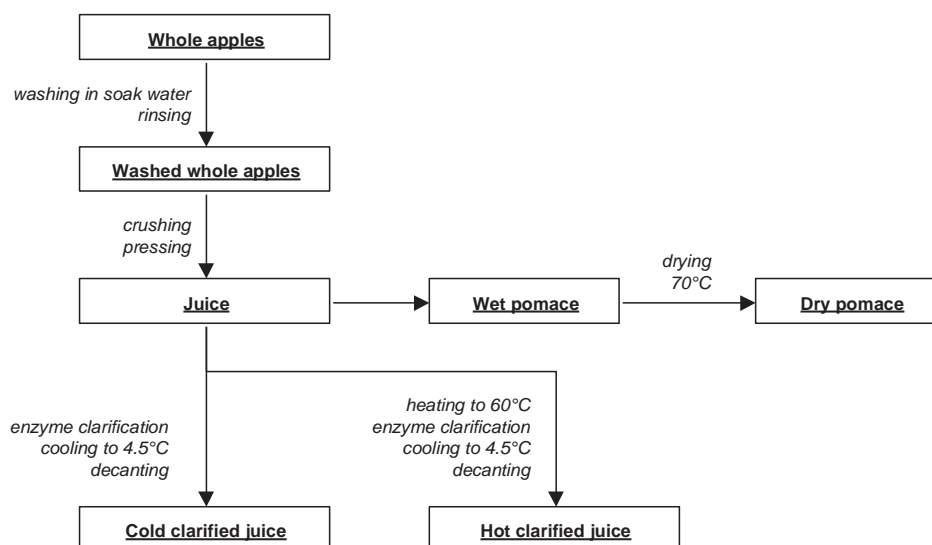 Whole apples
washing in soak water
rinsing
Washed whole apples
crushing
pressing
drying
70°C
Juice
Wet pomace
Dry pomace
enzyme clarification
cooling to 4.5°C
decanting
heating to 60°C
enzyme clarification
cooling to 4.5°C
decanting
Cold clarified juice
Hot clarified juice